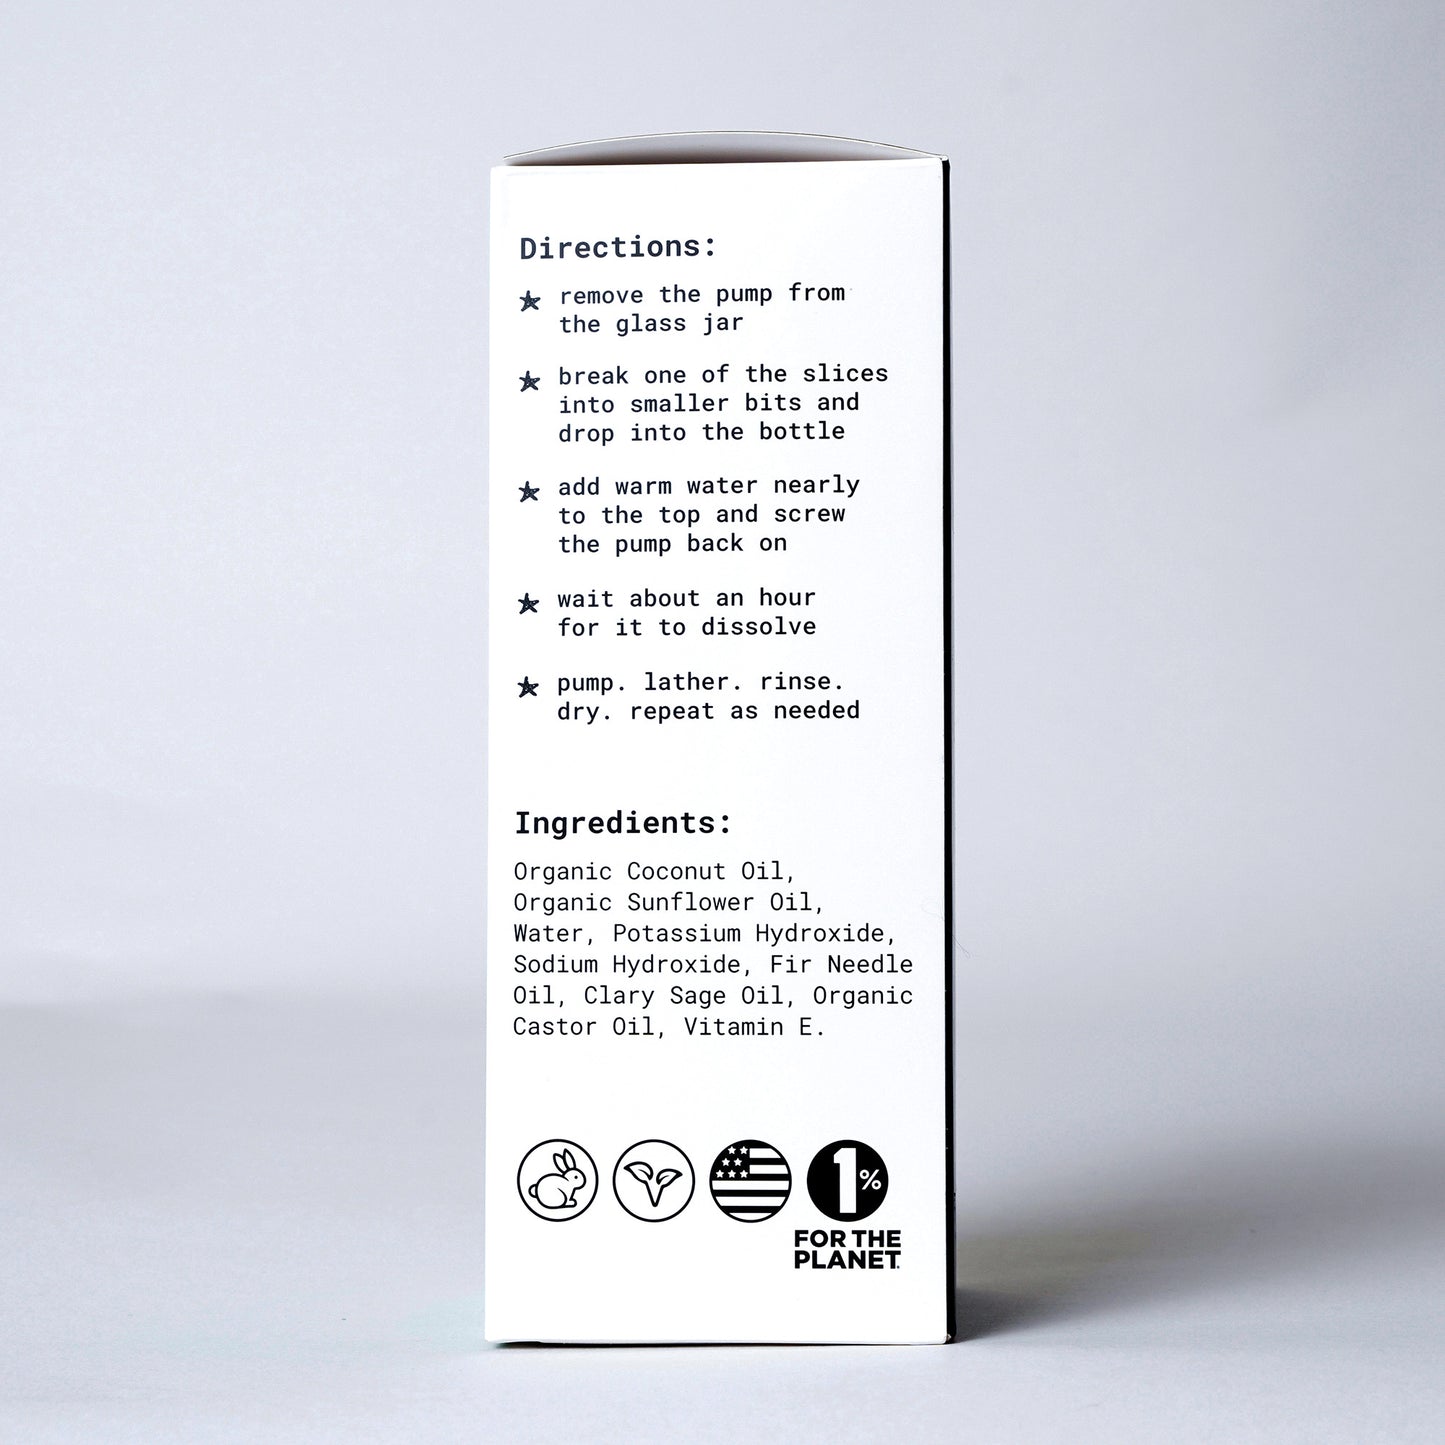 Directions:
remove the pump from
the glass jar
break one of the slices
into smaller bits and
drop into the bottle
add warm water nearly
to the top and screw
the pump back on
wait about an hour
for it to dissolve
pump. lather. rinse.
dry. repeat as needed
Ingredients:
Organic Coconut Oil,
Organic Sunflower Oil,
Water, Potassium Hydroxide,
Sodium Hydroxide, Fir Needle
Oil, Clary Sage Oil, Organic
Castor Oil, Vitamin E.
1%
FOR THE
PLANET